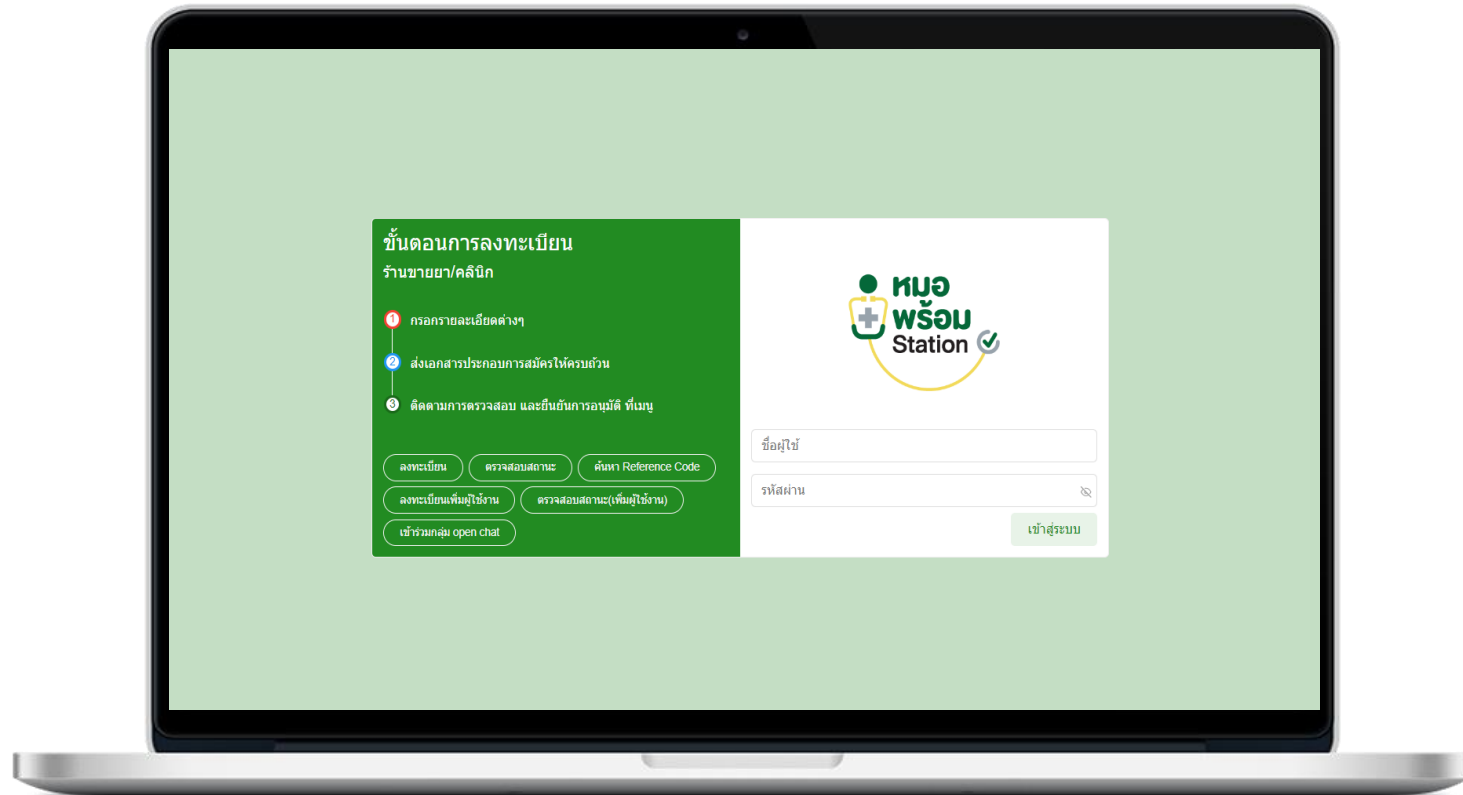 ขั้นตอนการลงทะเบียน
ร้านขายยา/คลินิก
1 กรอกรายละเอียดต่างๆ
2 ส่งเอกสารประกอบการสมัครให้ครบถ้วน
3 ติดตามการตรวจสอบ และยืนยันการอนุมัติ ที่เมนู
ลงทะเบียน ตรวจสอบสถานะ ค้นหา Reference Code
ลงทะเบียนเพิ่มผู้ใช้งาน ตรวจสอบสถานะ(เพิ่มผู้ใช้งาน)
เข้าร่วมกลุ่ม open chat
หมอ
พร้อม
Station
ชื่อผู้ใช้
รหัสผ่าน
เข้าสู่ระบบ